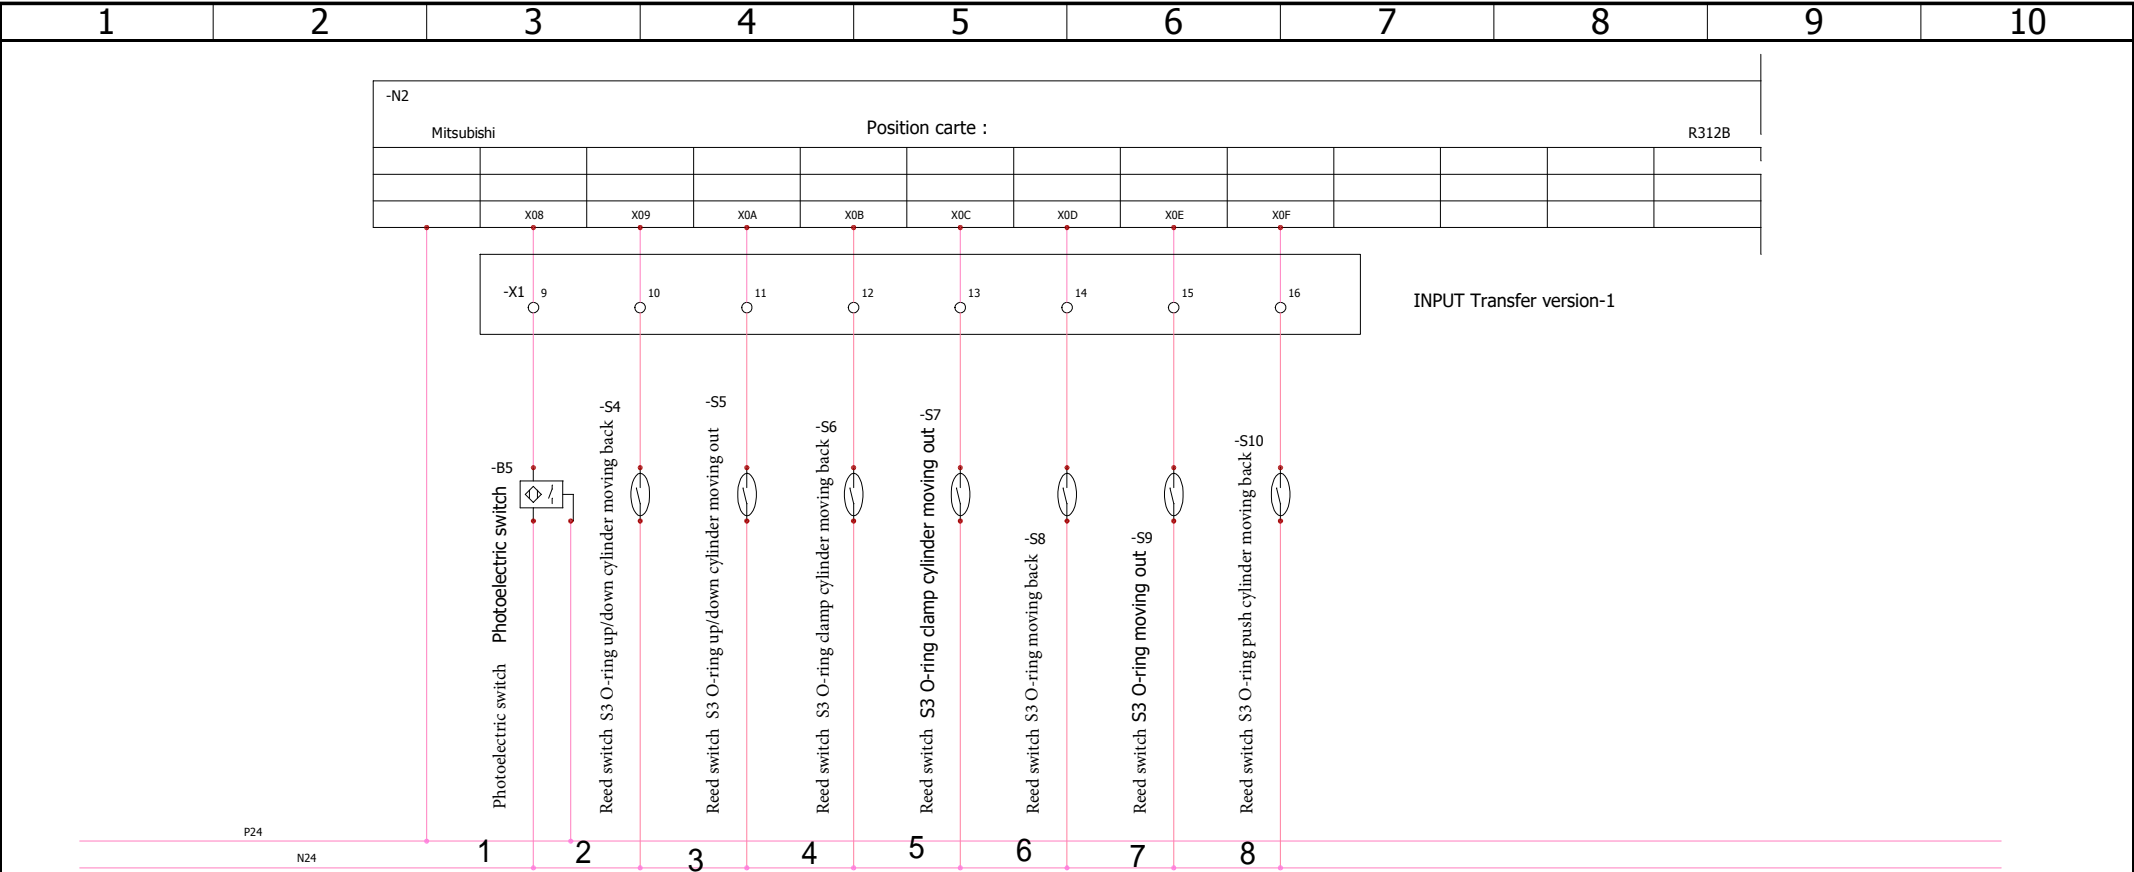 1 2 3 4 5 6 7 8 9 10
-N2
Mitsubishi Position carte : R312B
X08 X09 X0A X0B X0C X0D X0E X0F
-X1 9 10 11 12 13 14 15 16
INPUT Transfer version-1
-B5
Photoelectric switch Photoelectric switch
-S4
Reed switch S3 O-ring up/down cylinder moving back
-S5
Reed switch S3 O-ring up/down cylinder moving out
-S6
Reed switch S3 O-ring clamp cylinder moving back
-S7
Reed switch S3 O-ring clamp cylinder moving out
-S8
Reed switch S3 O-ring moving back
-S9
Reed switch S3 O-ring moving out
-S10
Reed switch S3 O-ring push cylinder moving back
P24
N24
1 2 3 4 5 6 7 8